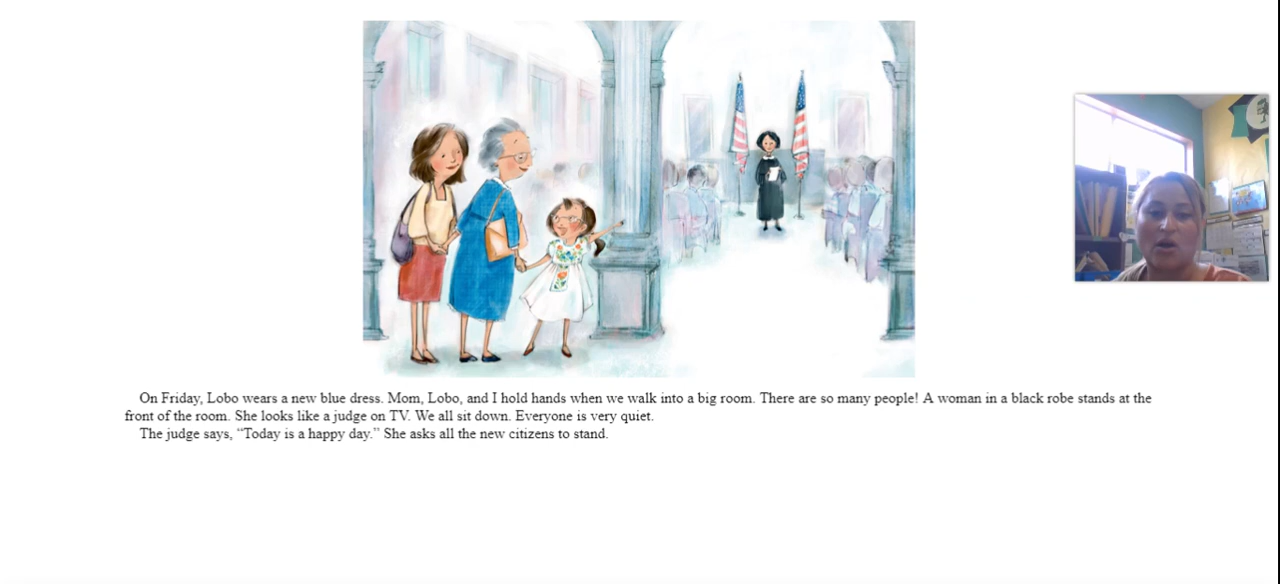 On Friday, Lobo wears a new blue dress. Mom, Lobo, and I hold hands when we walk into a big room. There are so many people! A woman in a black robe stands at the
front of the room. She looks like a judge on TV. We all sit down. Everyone is very quiet.
The judge says, “Today is a happy day.” She asks all the new citizens to stand.